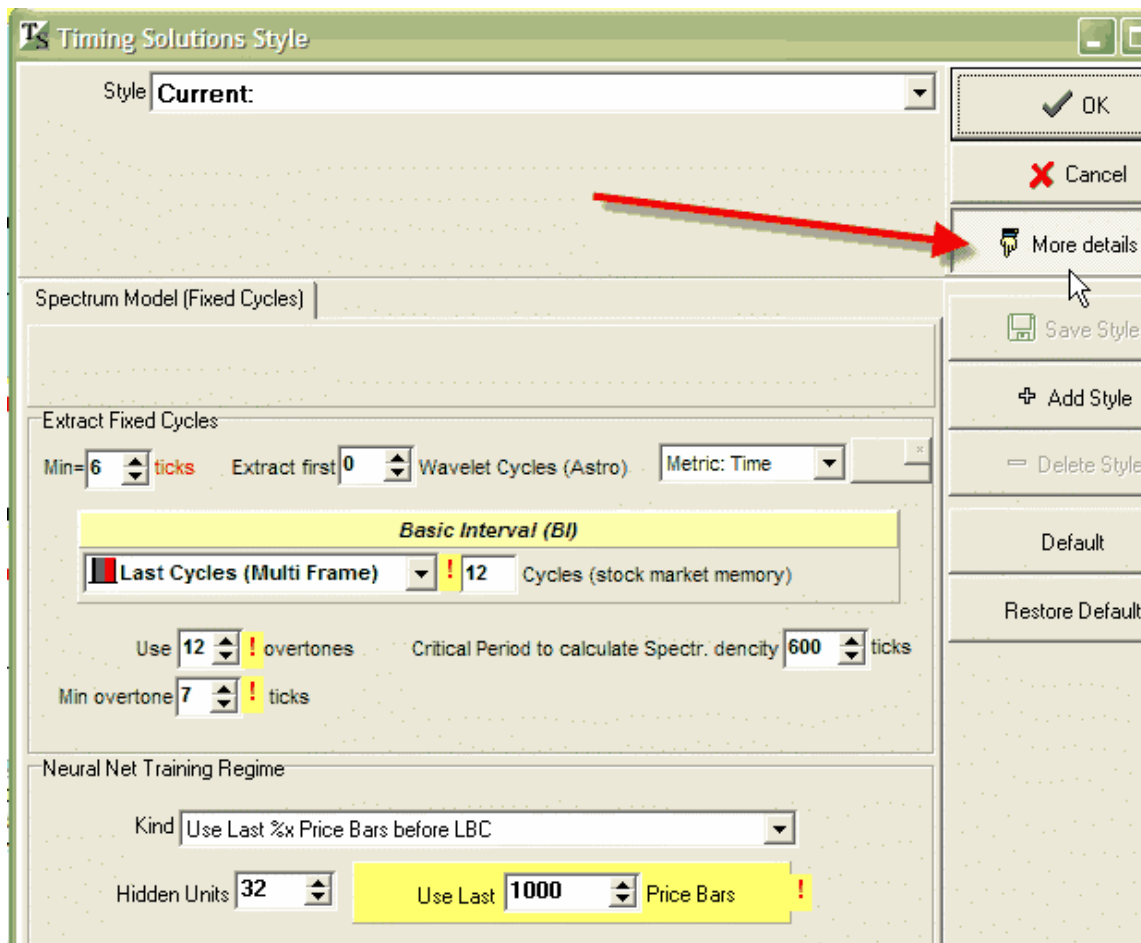 TS Timing Solutions Style
Style Current:
OK
Cancel
More details
Spectrum Model (Fixed Cycles)
Save Style
Add Style
Delete Style
Default
Restore Default
Extract Fixed Cycles
Min= 6 ticks Extract first 0 Wavelet Cycles (Astro) Metric: Time
Basic Interval (BI)
Last Cycles (Multi Frame) ! 12 Cycles (stock market memory)
Use 12 ! overtones Critical Period to calculate Spectr. dencity 600 ticks
Min overtone 7 ! ticks
Neural Net Training Regime
Kind Use Last %x Price Bars before LBC
Hidden Units 32 Use Last 1000 Price Bars !